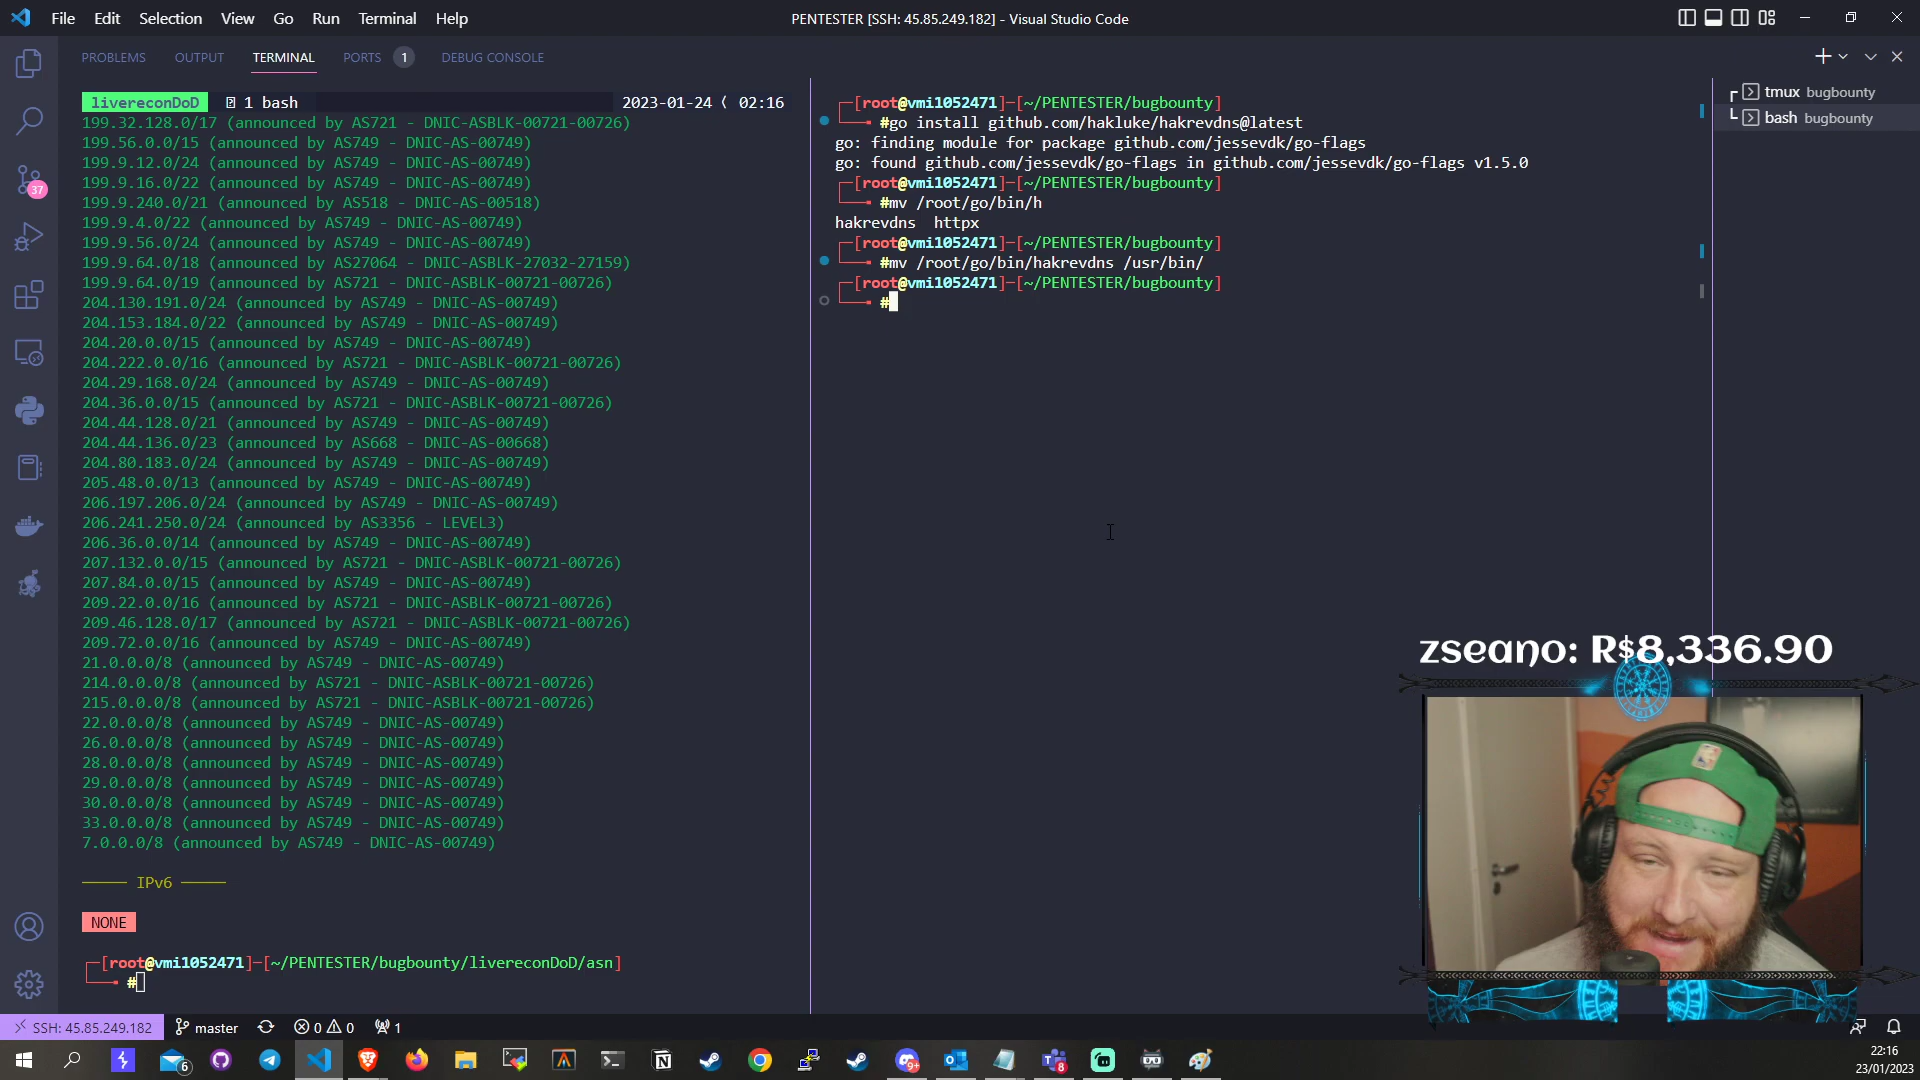 File Edit Selection View Go Run Terminal Help
PENTESTER [SSH: 45.85.249.182] - Visual Studio Code
PROBLEMS OUTPUT TERMINAL PORTS 1 DEBUG CONSOLE
livereconDoD 1 bash 2023-01-24 ⟨ 02:16
199.32.128.0/17 (announced by AS721 - DNIC-ASBLK-00721-00726)
199.56.0.0/15 (announced by AS749 - DNIC-AS-00749)
199.9.12.0/24 (announced by AS749 - DNIC-AS-00749)
199.9.16.0/22 (announced by AS749 - DNIC-AS-00749)
199.9.240.0/21 (announced by AS518 - DNIC-AS-00518)
199.9.4.0/22 (announced by AS749 - DNIC-AS-00749)
199.9.56.0/24 (announced by AS749 - DNIC-AS-00749)
199.9.64.0/18 (announced by AS27064 - DNIC-ASBLK-27032-27159)
199.9.64.0/19 (announced by AS721 - DNIC-ASBLK-00721-00726)
204.130.191.0/24 (announced by AS749 - DNIC-AS-00749)
204.153.184.0/22 (announced by AS749 - DNIC-AS-00749)
204.20.0.0/15 (announced by AS749 - DNIC-AS-00749)
204.222.0.0/16 (announced by AS721 - DNIC-ASBLK-00721-00726)
204.29.168.0/24 (announced by AS749 - DNIC-AS-00749)
204.36.0.0/15 (announced by AS721 - DNIC-ASBLK-00721-00726)
204.44.128.0/21 (announced by AS749 - DNIC-AS-00749)
204.44.136.0/23 (announced by AS668 - DNIC-AS-00668)
204.80.183.0/24 (announced by AS749 - DNIC-AS-00749)
205.48.0.0/13 (announced by AS749 - DNIC-AS-00749)
206.197.206.0/24 (announced by AS749 - DNIC-AS-00749)
206.241.250.0/24 (announced by AS3356 - LEVEL3)
206.36.0.0/14 (announced by AS749 - DNIC-AS-00749)
207.132.0.0/15 (announced by AS721 - DNIC-ASBLK-00721-00726)
207.84.0.0/15 (announced by AS749 - DNIC-AS-00749)
209.22.0.0/16 (announced by AS721 - DNIC-ASBLK-00721-00726)
209.46.128.0/17 (announced by AS721 - DNIC-ASBLK-00721-00726)
209.72.0.0/16 (announced by AS749 - DNIC-AS-00749)
21.0.0.0/8 (announced by AS749 - DNIC-AS-00749)
214.0.0.0/8 (announced by AS721 - DNIC-ASBLK-00721-00726)
215.0.0.0/8 (announced by AS721 - DNIC-ASBLK-00721-00726)
22.0.0.0/8 (announced by AS749 - DNIC-AS-00749)
26.0.0.0/8 (announced by AS749 - DNIC-AS-00749)
28.0.0.0/8 (announced by AS749 - DNIC-AS-00749)
29.0.0.0/8 (announced by AS749 - DNIC-AS-00749)
30.0.0.0/8 (announced by AS749 - DNIC-AS-00749)
33.0.0.0/8 (announced by AS749 - DNIC-AS-00749)
7.0.0.0/8 (announced by AS749 - DNIC-AS-00749)
IPv6
NONE
[root@vmi1052471]-[~/PENTESTER/bugbounty/livereconDoD/asn]
#
[root@vmi1052471]-[~/PENTESTER/bugbounty]
#go install github.com/hakluke/hakrevdns@latest
go: finding module for package github.com/jessevdk/go-flags
go: found github.com/jessevdk/go-flags in github.com/jessevdk/go-flags v1.5.0
[root@vmi1052471]-[~/PENTESTER/bugbounty]
#mv /root/go/bin/h
hakrevdns httpx
[root@vmi1052471]-[~/PENTESTER/bugbounty]
#mv /root/go/bin/hakrevdns /usr/bin/
[root@vmi1052471]-[~/PENTESTER/bugbounty]
#
tmux bugbounty
bash bugbounty
37
zseano: R$8,336.90
SSH: 45.85.249.182 master 0 0 1
6
9+
8
22:16
23/01/2023